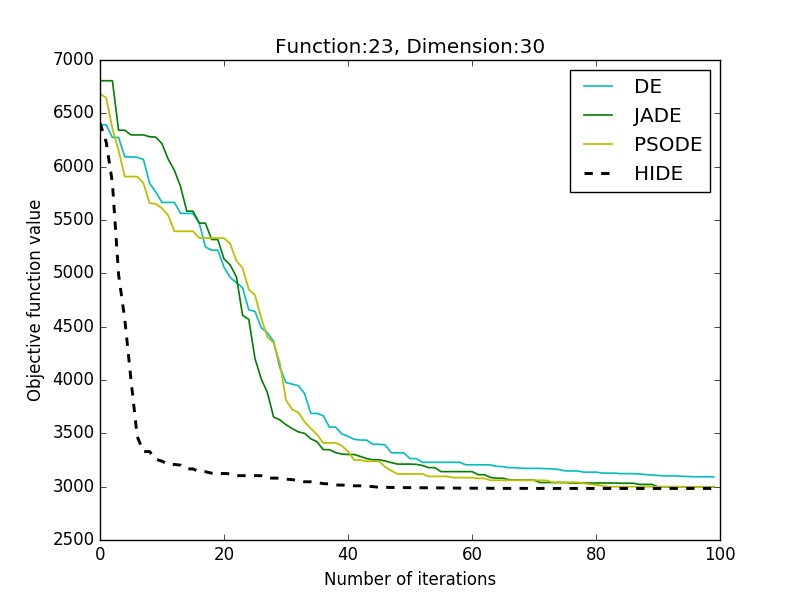 Function:23, Dimension:30
7000
6500
6000
5500
5000
4500
4000
3500
3000
2500
Objective function value
DE
JADE
PSODE
HIDE
0
20
40
60
80
100
Number of iterations